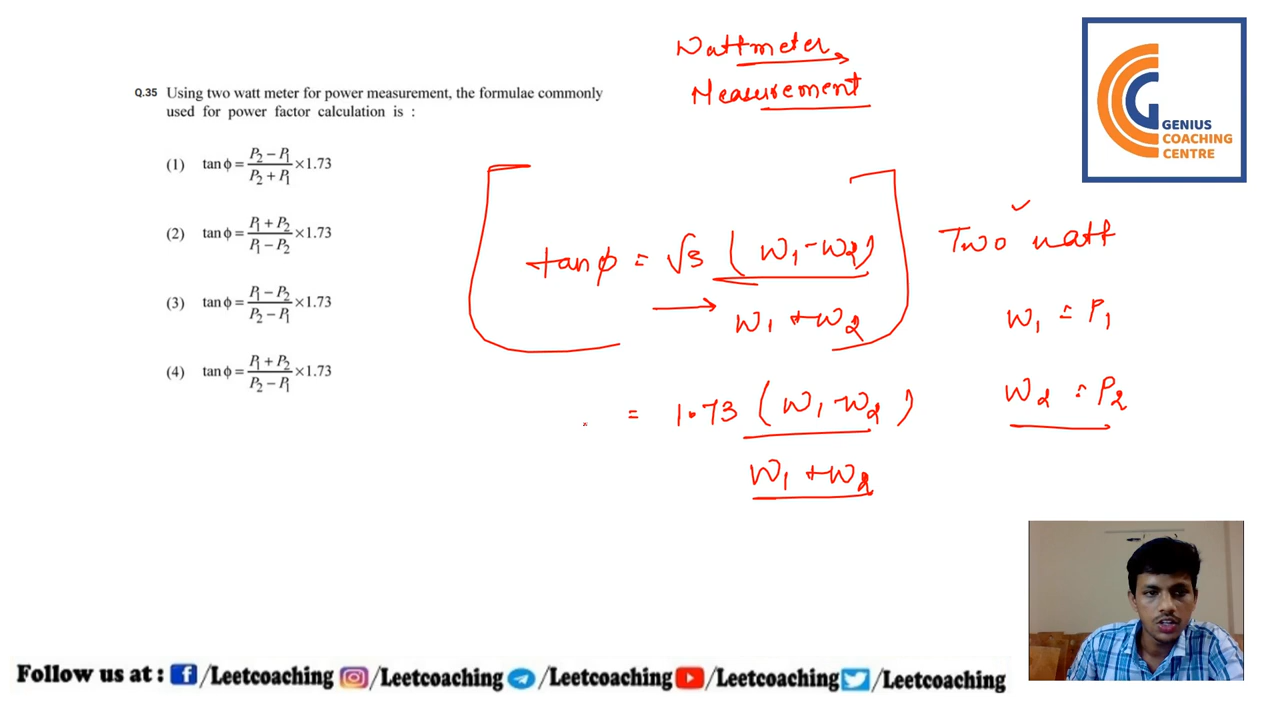 Wattmeter
Measurement
GENIUS
COACHING
CENTRE
Q.35 Using two watt meter for power measurement, the formulae commonly
used for power factor calculation is :
(1) tan ϕ = (P₂ − P₁)/(P₂ + P₁) × 1.73
(2) tan ϕ = (P₁ + P₂)/(P₁ − P₂) × 1.73
(3) tan ϕ = (P₁ − P₂)/(P₂ − P₁) × 1.73
(4) tan ϕ = (P₁ + P₂)/(P₂ − P₁) × 1.73
tan ϕ = √3 (W₁ − W₂)
W₁ + W₂
= 1.73 (W₁ − W₂)
W₁ + W₂
Two watt
W₁ = P₁
W₂ = P₂
Follow us at : /Leetcoaching /Leetcoaching /Leetcoaching /Leetcoaching /Leetcoaching